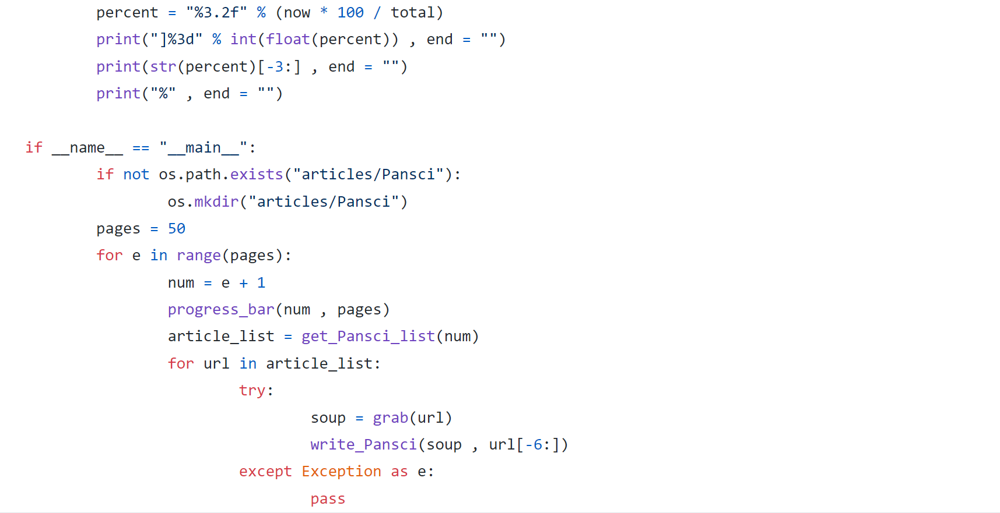 percent = "%3.2f" % (now * 100 / total)
print("]%3d" % int(float(percent)) , end = "")
print(str(percent)[-3:] , end = "")
print("%" , end = "")
if __name__ == "__main__":
if not os.path.exists("articles/Pansci"):
os.mkdir("articles/Pansci")
pages = 50
for e in range(pages):
num = e + 1
progress_bar(num , pages)
article_list = get_Pansci_list(num)
for url in article_list:
try:
soup = grab(url)
write_Pansci(soup , url[-6:])
except Exception as e:
pass